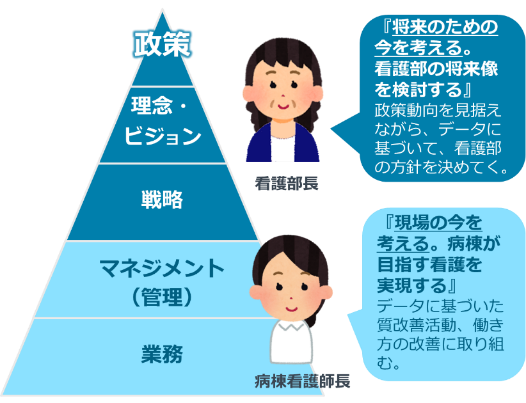 政策
理念・
ビジョン
戦略
マネジメント
（管理）
業務
看護部長
『将来のための
今を考える。
看護部の将来像
を検討する』
政策動向を見据え
ながら、データに
基づいて、看護部
の方針を決めてく。
病棟看護師長
『現場の今を
考える。病棟が
目指す看護を
実現する』
データに基づいた
質改善活動、働き
方の改善に取り組
む。